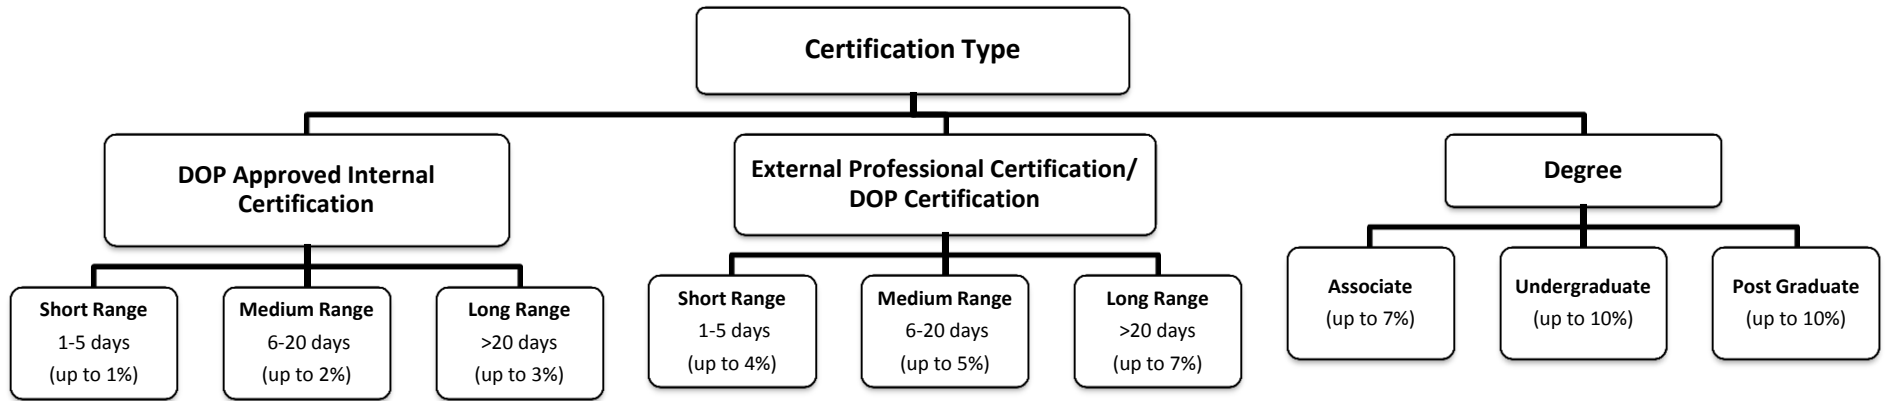 Certification Type
DOP Approved Internal
Certification
External Professional Certification/
DOP Certification
Degree
Short Range
1-5 days
(up to 1%)
Medium Range
6-20 days
(up to 2%)
Long Range
>20 days
(up to 3%)
Short Range
1-5 days
(up to 4%)
Medium Range
6-20 days
(up to 5%)
Long Range
>20 days
(up to 7%)
Associate
(up to 7%)
Undergraduate
(up to 10%)
Post Graduate
(up to 10%)